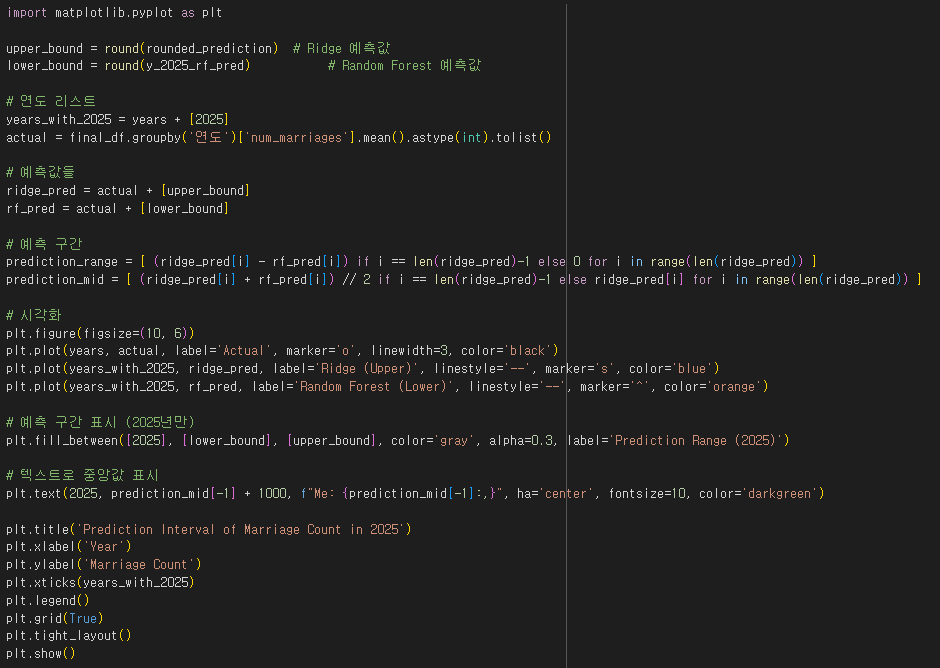 import matplotlib.pyplot as plt

upper_bound = round(rounded_prediction)  # Ridge 예측값
lower_bound = round(y_2025_rf_pred)          # Random Forest 예측값

# 연도 리스트
years_with_2025 = years + [2025]
actual = final_df.groupby('연도')['num_marriages'].mean().astype(int).tolist()

# 예측값들
ridge_pred = actual + [upper_bound]
rf_pred = actual + [lower_bound]

# 예측 구간
prediction_range = [ (ridge_pred[i] - rf_pred[i]) if i == len(ridge_pred)-1 else 0 for i in range(len(ridge_pred)) ]
prediction_mid = [ (ridge_pred[i] + rf_pred[i]) // 2 if i == len(ridge_pred)-1 else ridge_pred[i] for i in range(len(ridge_pred)) ]

# 시각화
plt.figure(figsize=(10, 6))
plt.plot(years, actual, label='Actual', marker='o', linewidth=3, color='black')
plt.plot(years_with_2025, ridge_pred, label='Ridge (Upper)', linestyle='--', marker='s', color='blue')
plt.plot(years_with_2025, rf_pred, label='Random Forest (Lower)', linestyle='--', marker='^', color='orange')

# 예측 구간 표시 (2025년만)
plt.fill_between([2025], [lower_bound], [upper_bound], color='gray', alpha=0.3, label='Prediction Range (2025)')

# 텍스트로 중앙값 표시
plt.text(2025, prediction_mid[-1] + 1000, f"Me: {prediction_mid[-1]:,}", ha='center', fontsize=10, color='darkgreen')

plt.title('Prediction Interval of Marriage Count in 2025')
plt.xlabel('Year')
plt.ylabel('Marriage Count')
plt.xticks(years_with_2025)
plt.legend()
plt.grid(True)
plt.tight_layout()
plt.show()